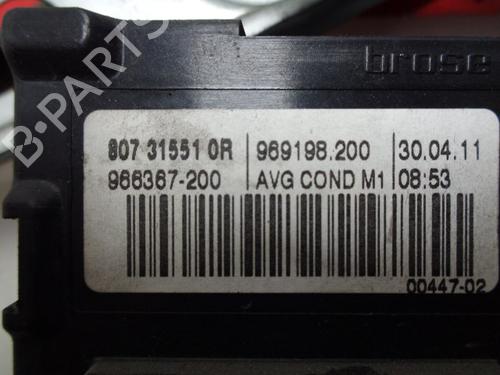 brose
B-PARTS
807 31551 0R 969198.200 30.04.11
966367-200 AVG COND M1 08:53
00447-02